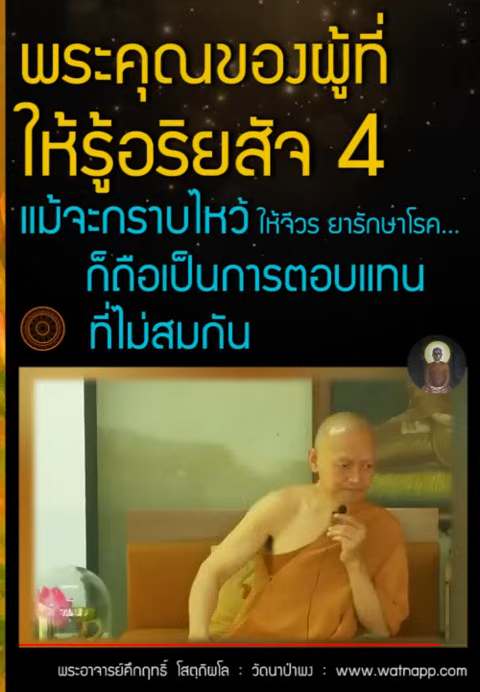 พระคุณของผู้ที่
ให้รู้อริยสัจ 4
แม้จะกราบไหว้ ให้จีวร ยารักษาโรค...
ก็ถือเป็นการตอบแทน
ที่ไม่สมกัน
พระอาจารย์คึกฤทธิ์ โสตฺถิผโล : วัดนาป่าพง : www.watnapp.com